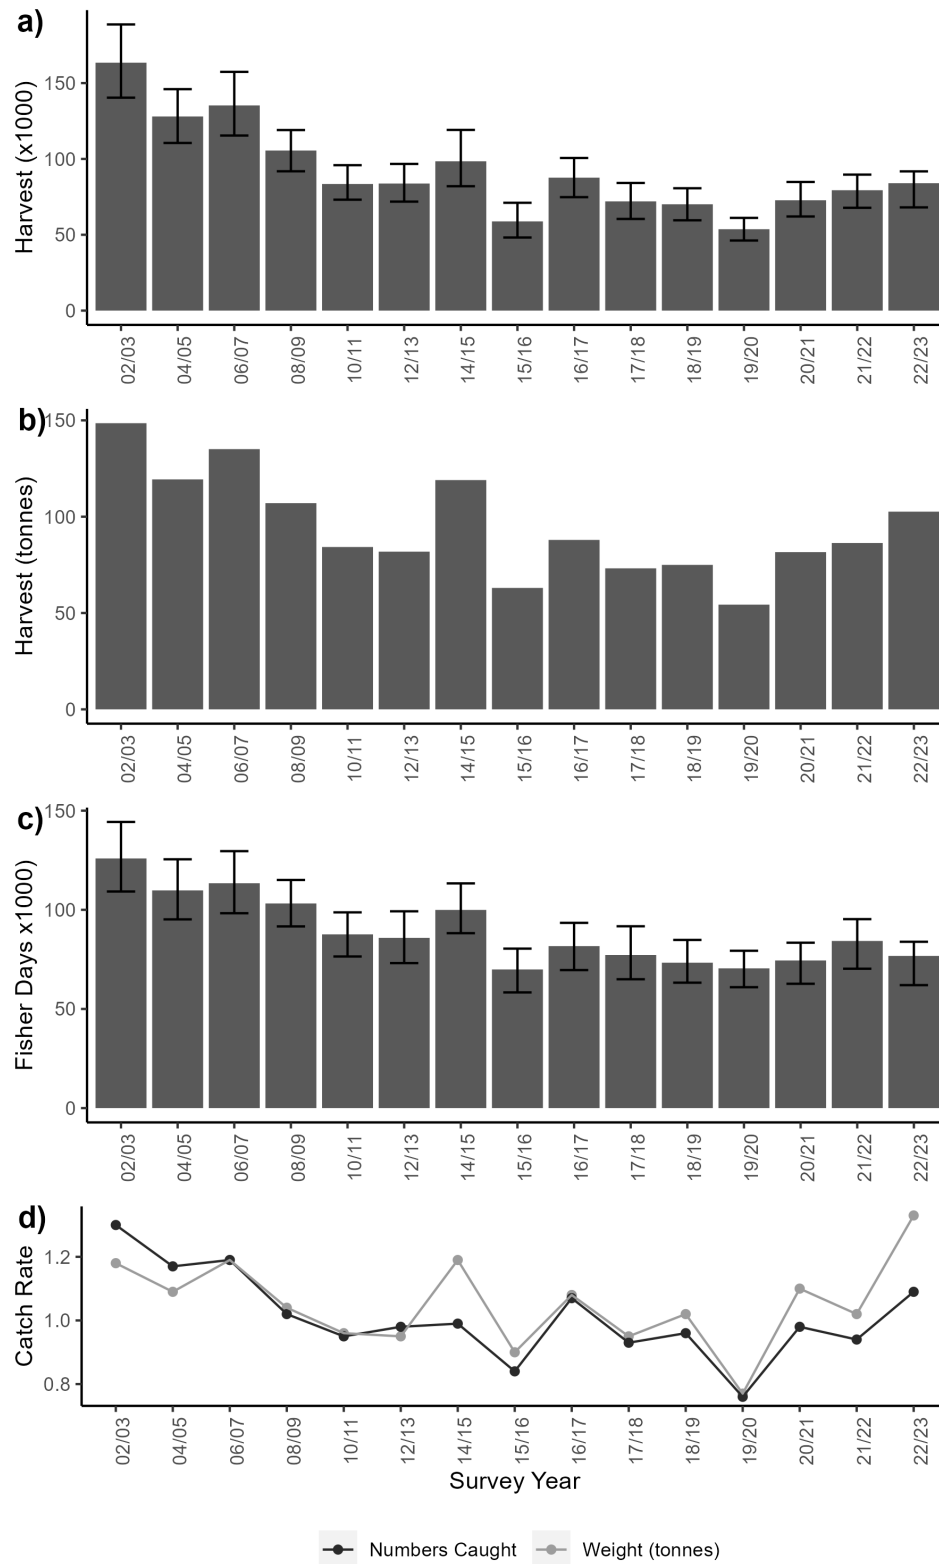 a)
Harvest (x1000)
150
100
50
0
02/03 04/05 06/07 08/09 10/11 12/13 14/15 15/16 16/17 17/18 18/19 19/20 20/21 21/22 22/23
b)
Harvest (tonnes)
150
100
50
0
02/03 04/05 06/07 08/09 10/11 12/13 14/15 15/16 16/17 17/18 18/19 19/20 20/21 21/22 22/23
c)
Fisher Days x1000)
150
100
50
0
02/03 04/05 06/07 08/09 10/11 12/13 14/15 15/16 16/17 17/18 18/19 19/20 20/21 21/22 22/23
d)
Catch Rate
1.2
1.0
0.8
02/03 04/05 06/07 08/09 10/11 12/13 14/15 15/16 16/17 17/18 18/19 19/20 20/21 21/22 22/23
Survey Year
Numbers Caught Weight (tonnes)